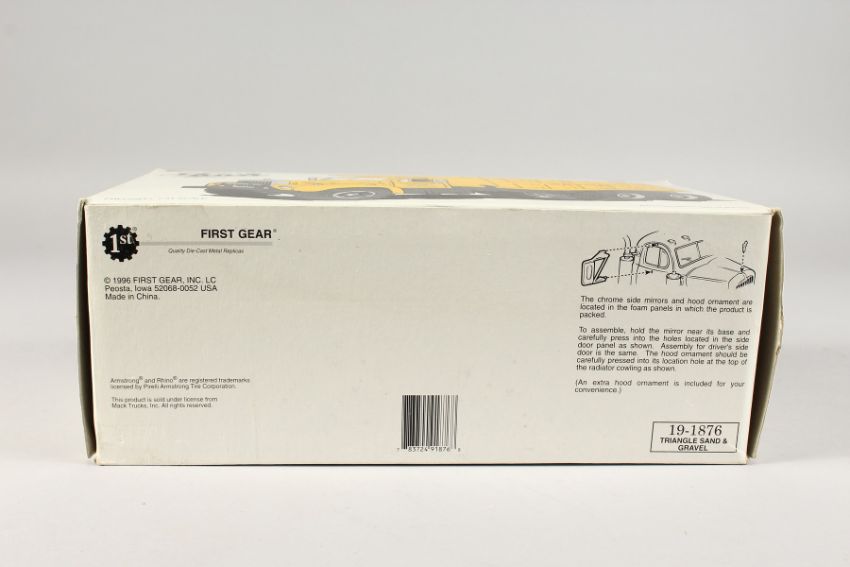 1st
FIRST GEAR®
Quality Die-Cast Metal Replicas
© 1996 FIRST GEAR, INC. LC
Peosta, Iowa 52068-0052 USA
Made in China.
Armstrong® and Rhino® are registered trademarks
licensed by Pirelli Armstrong Tire Corporation.
This product is sold under license from
Mack Trucks, Inc. All rights reserved.
7 83724"91876 8
The chrome side mirrors and hood ornament are
located in the foam panels in which the product is
packed.
To assemble, hold the mirror near its base and
carefully press into the holes located in the side
door panel as shown. Assembly for driver's side
door is the same. The hood ornament should be
carefully pressed into its location hole at the top of
the radiator cowling as shown.
(An extra hood ornament is included for your
convenience.)
19-1876
TRIANGLE SAND &
GRAVEL